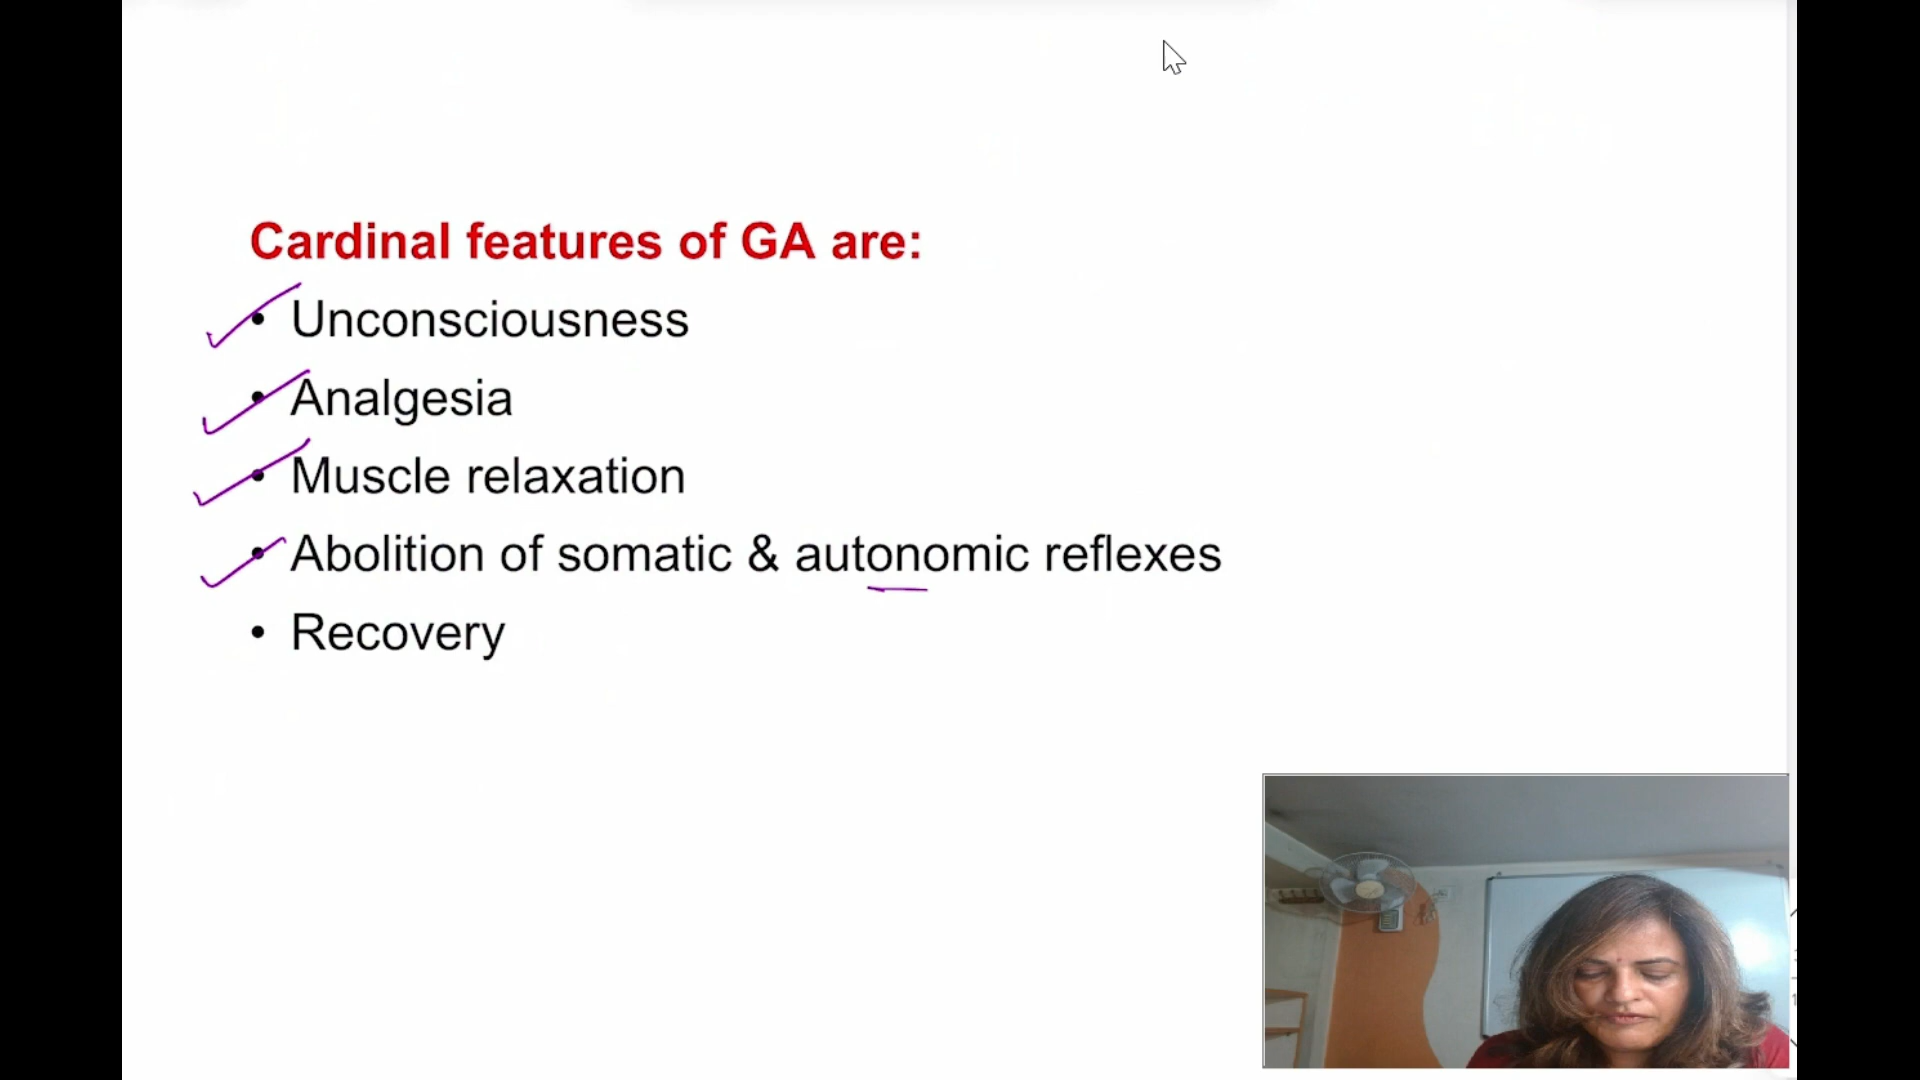 Cardinal features of GA are:
• Unconsciousness
• Analgesia
• Muscle relaxation
• Abolition of somatic & autonomic reflexes
• Recovery